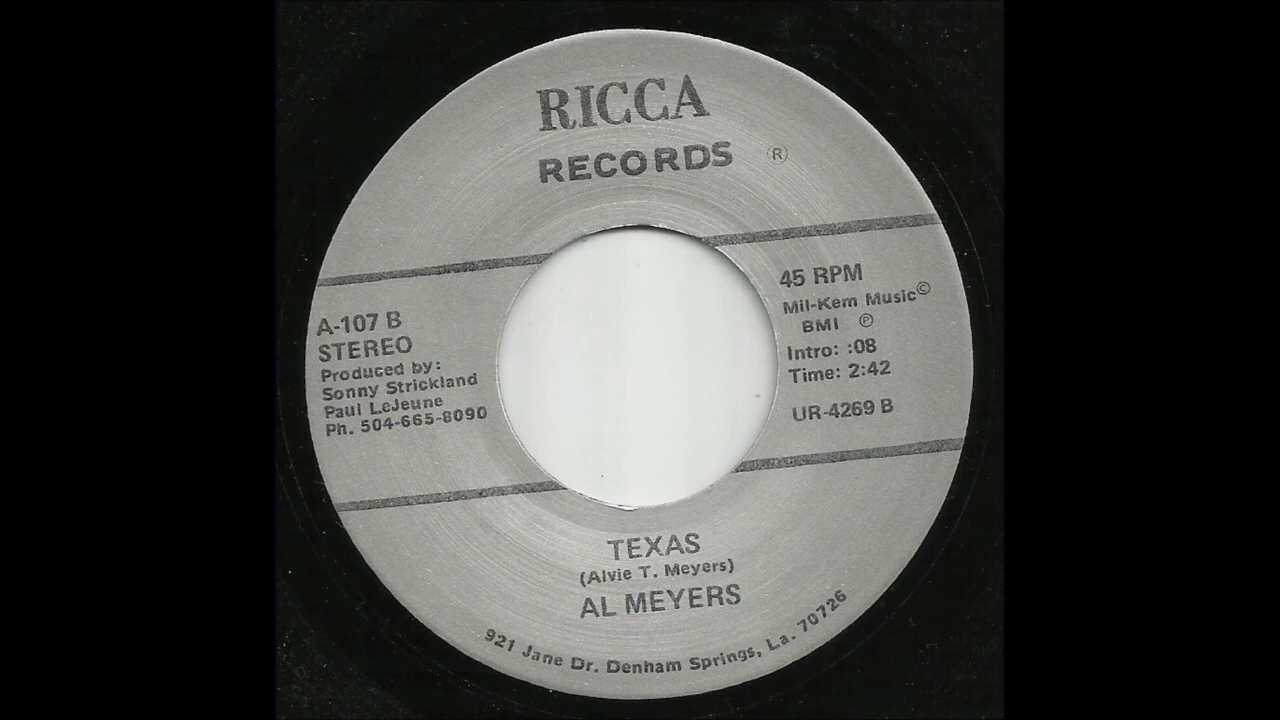 RICCA
RECORDS ®
A-107 B
STEREO
Produced by:
Sonny Strickland
Paul LeJeune
Ph. 504-665-8090
45 RPM
Mil-Kem Music©
BMI ℗
Intro: :08
Time: 2:42
UR-4269 B
TEXAS
(Alvie T. Meyers)
AL MEYERS
921 Jane Dr. Denham Springs, La. 70726